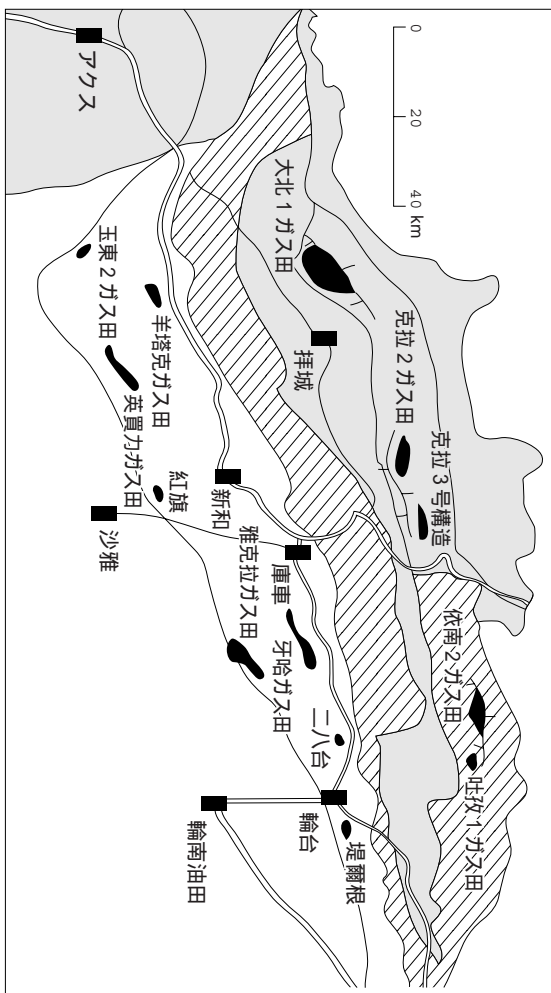 0
20
40 km
アクス
大北1ガス田
拝城
克拉2ガス田
克拉3号構造
依南2ガス田
吐孜1ガス田
玉東2ガス田
羊塔克ガス田
英買力ガス田
紅旗
新和
沙雅
庫車
雅克拉ガス田
牙哈ガス田
二八台
輪台
堤爾根
輪南油田